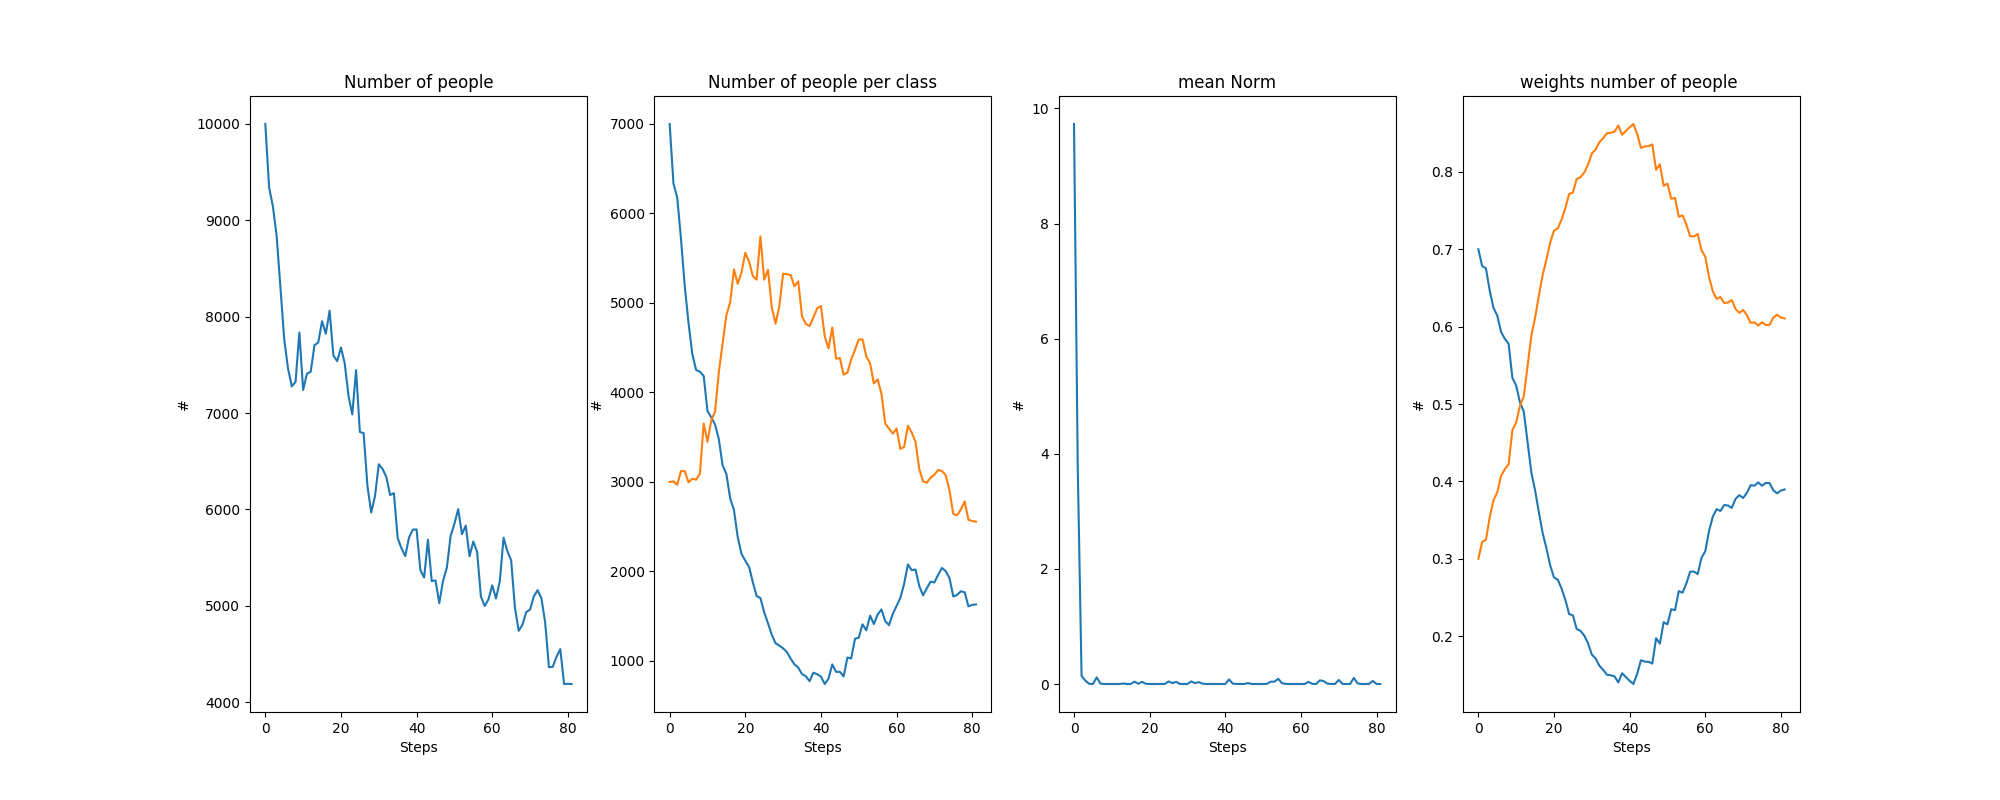 Number of people
10000
9000
8000
7000
6000
5000
4000
#
0 20 40 60 80
Steps
Number of people per class
7000
6000
5000
4000
3000
2000
1000
#
0 20 40 60 80
Steps
mean Norm
10
8
6
4
2
0
#
0 20 40 60 80
Steps
weights number of people
0.8
0.7
0.6
0.5
0.4
0.3
0.2
#
0 20 40 60 80
Steps